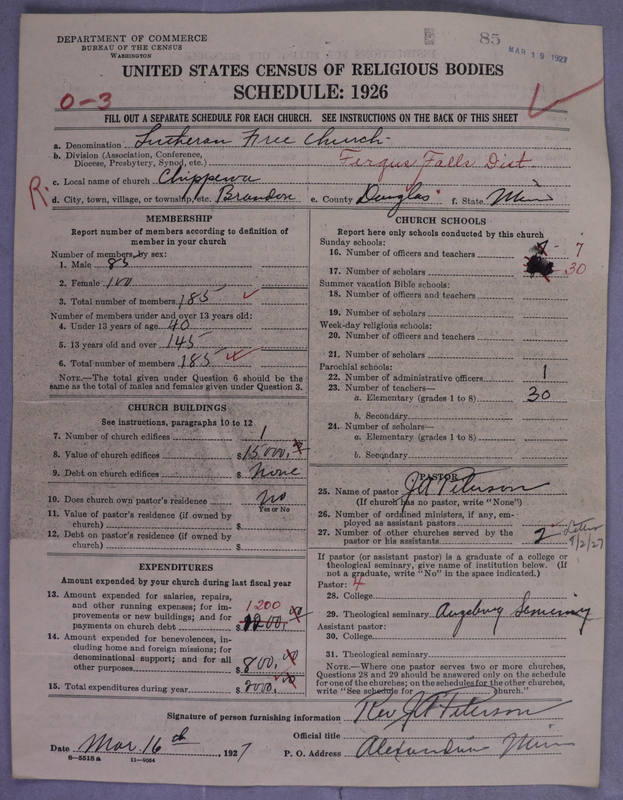 DEPARTMENT OF COMMERCE
BUREAU OF THE CENSUS
WASHINGTON
85
MAR 19 1927
UNITED STATES CENSUS OF RELIGIOUS BODIES
SCHEDULE: 1926
0-3
FILL OUT A SEPARATE SCHEDULE FOR EACH CHURCH. SEE INSTRUCTIONS ON THE BACK OF THIS SHEET
a. Denomination Lutheran Free Church
b. Division (Association, Conference, Diocese, Presbytery, Synod, etc.) Fergus Falls Dist.
c. Local name of church Chippewa
R. d. City, town, village, or township, etc. Brandon e. County Douglas f. State Minn
MEMBERSHIP
Report number of members according to definition of
member in your church
Number of members by sex:
1. Male 85
2. Female 100
3. Total number of members 185
Number of members under and over 13 years old:
4. Under 13 years of age 40
5. 13 years old and over 145
6. Total number of members 185
NOTE.—The total given under Question 6 should be the
same as the total of males and females given under Question 3.
CHURCH BUILDINGS
See instructions, paragraphs 10 to 12
7. Number of church edifices 1
8. Value of church edifices $15000.
9. Debt on church edifices $ None
10. Does church own pastor's residence No
Yes or No
11. Value of pastor's residence (if owned by
church) $
12. Debt on pastor's residence (if owned by
church) $
EXPENDITURES
Amount expended by your church during last fiscal year
13. Amount expended for salaries, repairs,
and other running expenses; for im-
provements or new buildings; and for
payments on church debt $ 1200 1200.00
14. Amount expended for benevolences, in-
cluding home and foreign missions; for
denominational support; and for all
other purposes $ 800.00
15. Total expenditures during year $ 2000.00
CHURCH SCHOOLS
Report here only schools conducted by this church
Sunday schools:
16. Number of officers and teachers 7
17. Number of scholars 30
Summer vacation Bible schools:
18. Number of officers and teachers
19. Number of scholars
Week-day religious schools:
20. Number of officers and teachers
21. Number of scholars
Parochial schools:
22. Number of administrative officers 1
23. Number of teachers—
a. Elementary (grades 1 to 8) 30
b. Secondary
24. Number of scholars—
a. Elementary (grades 1 to 8)
b. Secondary
PASTOR
25. Name of pastor J A Peterson
(If church has no pastor, write "None")
26. Number of ordained ministers, if any, em-
ployed as assistant pastors
27. Number of other churches served by the
pastor or his assistants 2 Letter 9/2/27
If pastor (or assistant pastor) is a graduate of a college or
theological seminary, give name of institution below. (If
not a graduate, write "No" in the space indicated.)
Pastor: 4
28. College
29. Theological seminary Augsburg Seminary
Assistant pastor:
30. College
31. Theological seminary
NOTE.—Where one pastor serves two or more churches,
Questions 28 and 29 should be answered only on the schedule
for one of the churches; on the schedules for the other churches,
write "See schedule for church."
Signature of person furnishing information Rev J A Peterson
Official title
Date Mar. 16th, 1927 P. O. Address Alexandria Minn
6—5518 a 11—9054